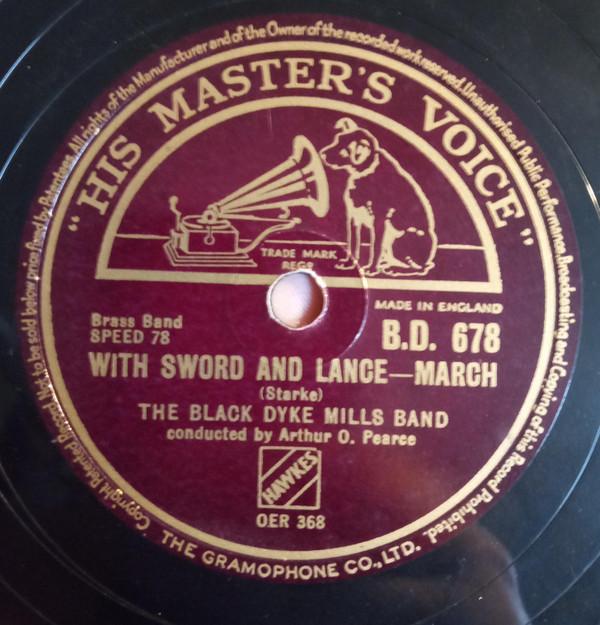 Copyright Patented Record. Not to be sold below price fixed by Patentees. All rights of the Manufacturer and of the Owner of the recorded work reserved. Unauthorised Public Performance, Broadcasting and Copying of this Record Prohibited.
"HIS MASTER'S VOICE"
TRADE MARK
REGD
MADE IN ENGLAND
Brass Band
SPEED 78
B.D. 678
WITH SWORD AND LANCE—MARCH
(Starke)
THE BLACK DYKE MILLS BAND
conducted by Arthur O. Pearce
HAWKES
OER 368
THE GRAMOPHONE CO., LTD.